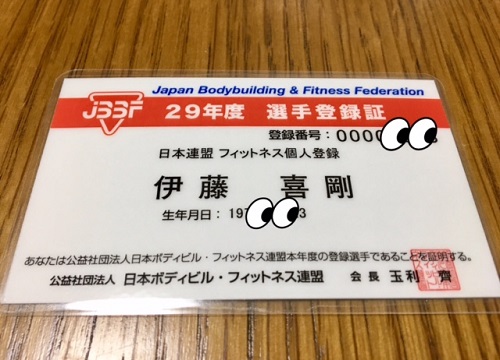 Japan Bodybuilding & Fitness Federation
JBBF 29年度 選手登録証
登録番号：0000
日本連盟 フィットネス個人登録
伊藤 喜剛
生年月日： 197 3
あなたは公益社団法人日本ボディビル・フィットネス連盟本年度の登録選手であることを証明する。
公益社団法人 日本ボディビル・フィットネス連盟 会長 玉利 齊